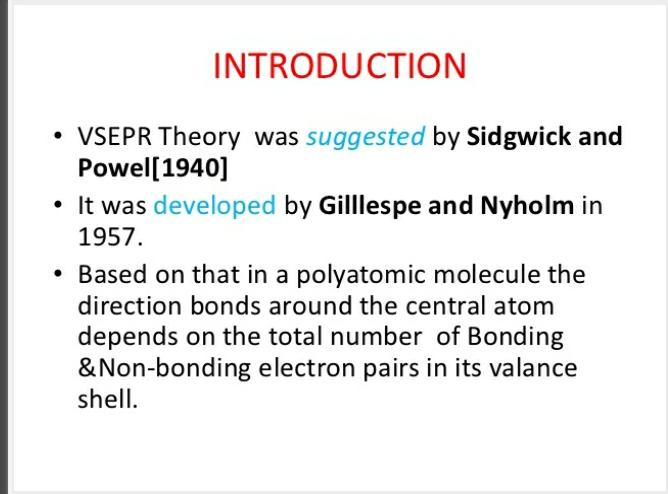 INTRODUCTION
• VSEPR Theory was suggested by Sidgwick and
Powel[1940]
• It was developed by Gilllespe and Nyholm in
1957.
• Based on that in a polyatomic molecule the
direction bonds around the central atom
depends on the total number of Bonding
&Non-bonding electron pairs in its valance
shell.